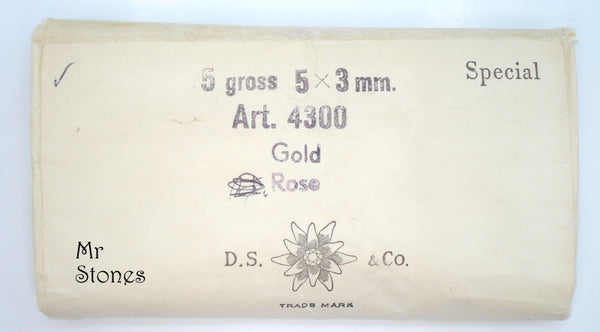 Special
5 gross 5×3 mm.
Art. 4300
Gold
Rose
D.S. & Co.
TRADE MARK
Mr
Stones